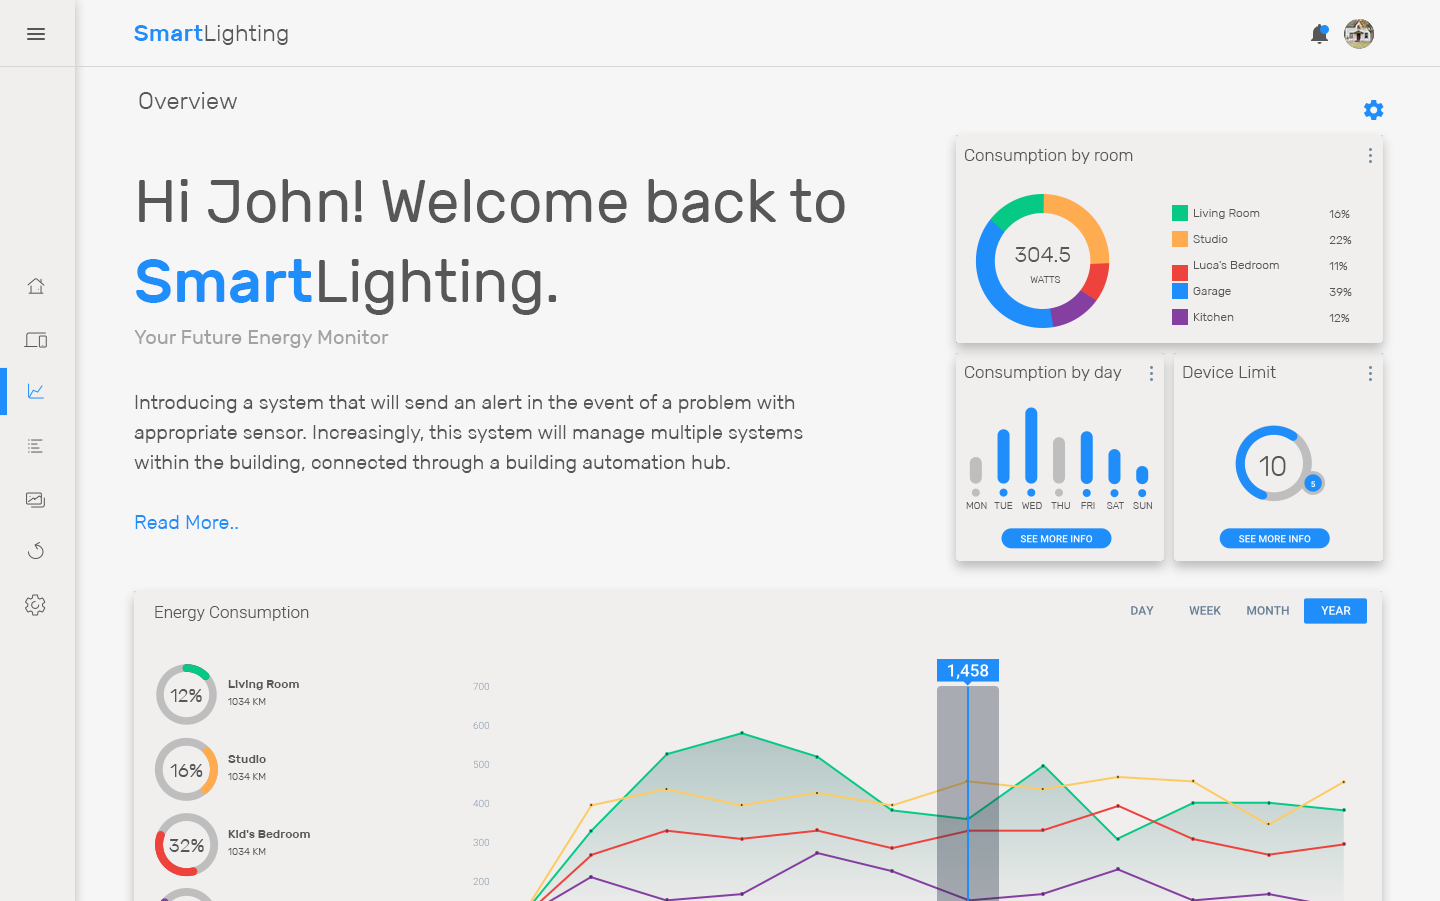 SmartLighting
Overview
Hi John! Welcome back to
SmartLighting.
Your Future Energy Monitor
Introducing a system that will send an alert in the event of a problem with
appropriate sensor. Increasingly, this system will manage multiple systems
within the building, connected through a building automation hub.
Read More..
Consumption by room
304.5
WATTS
Living Room 16%
Studio 22%
Luca's Bedroom 11%
Garage 39%
Kitchen 12%
Consumption by day
MON TUE WED THU FRI SAT SUN
SEE MORE INFO
Device Limit
10
5
SEE MORE INFO
Energy Consumption
DAY WEEK MONTH YEAR
12%
Living Room
1034 KM
16%
Studio
1034 KM
32%
Kid's Bedroom
1034 KM
1,458
700
600
500
400
300
200